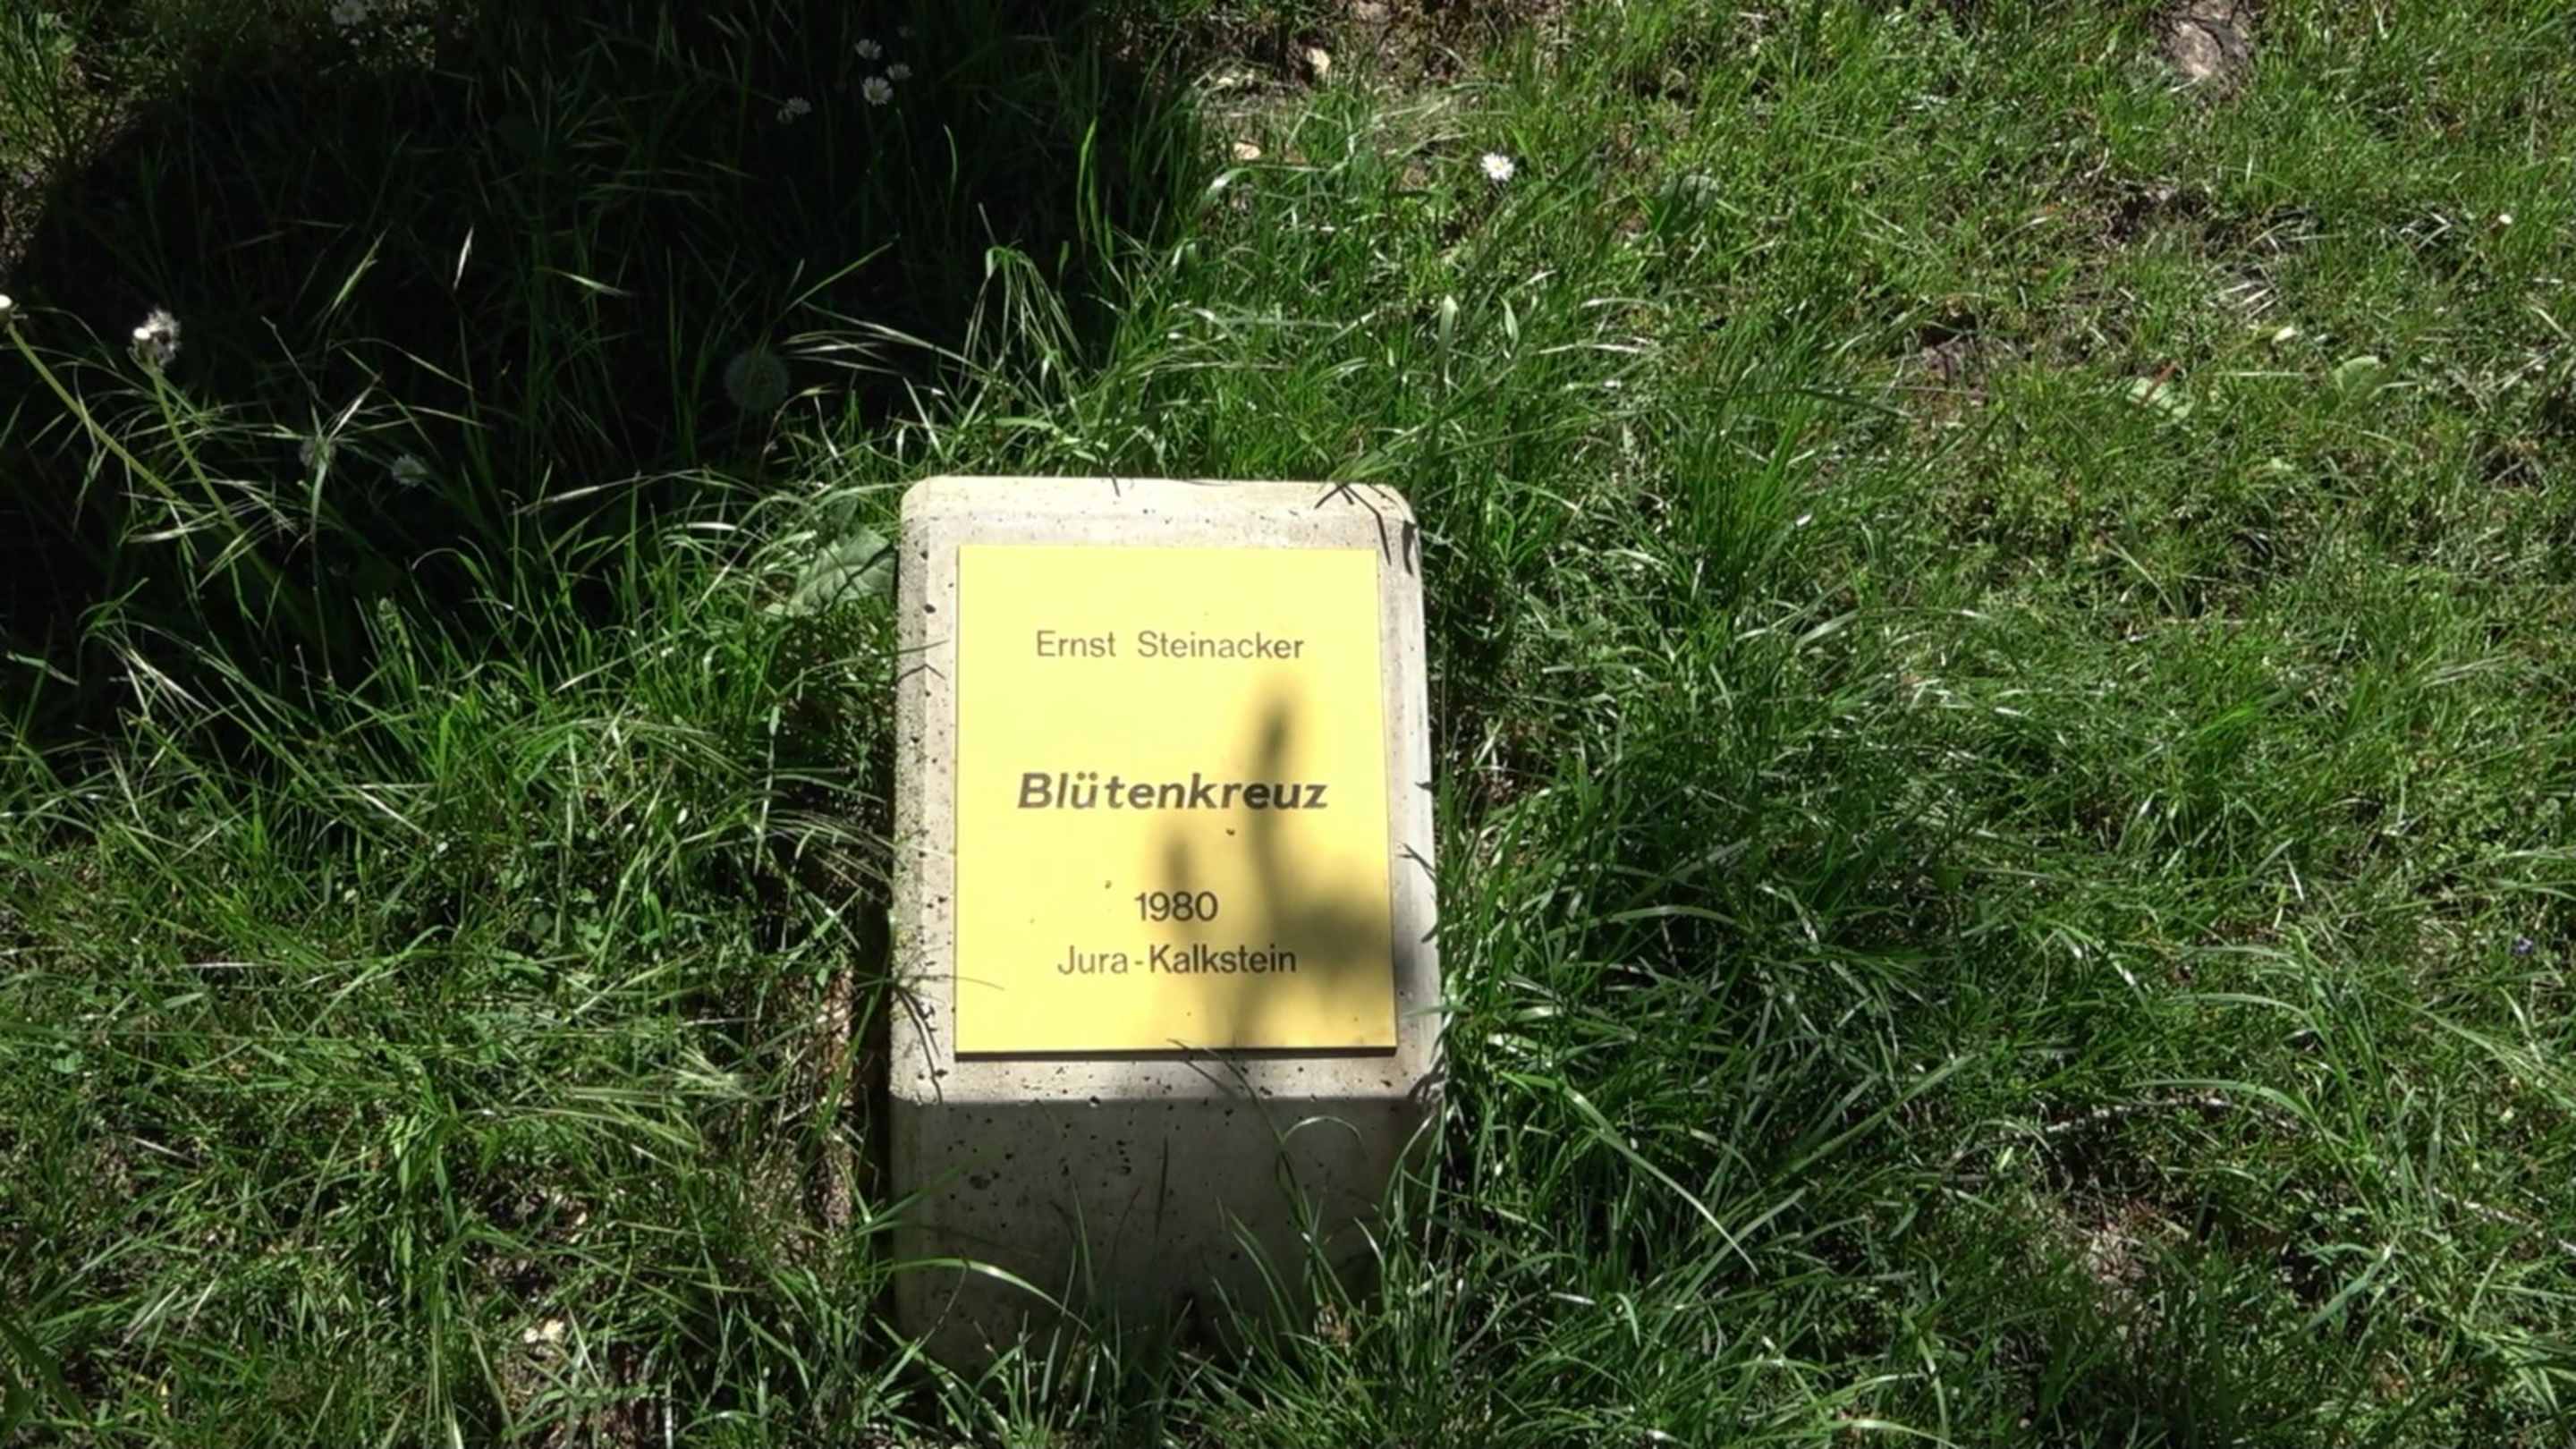 Ernst Steinacker
Blütenkreuz
1980
Jura-Kalkstein